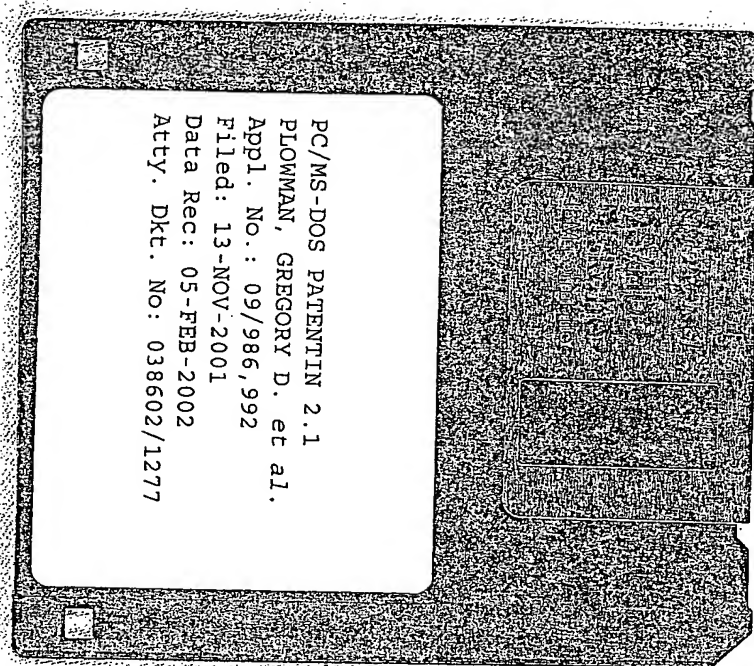 PC/MS-DOS PATENTIN 2.1
PLOWMAN, GREGORY D. et al.
Appl. No.: 09/986,992
Filed: 13-NOV-2001
Data Rec: 05-FEB-2002
Atty. Dkt. No: 038602/1277